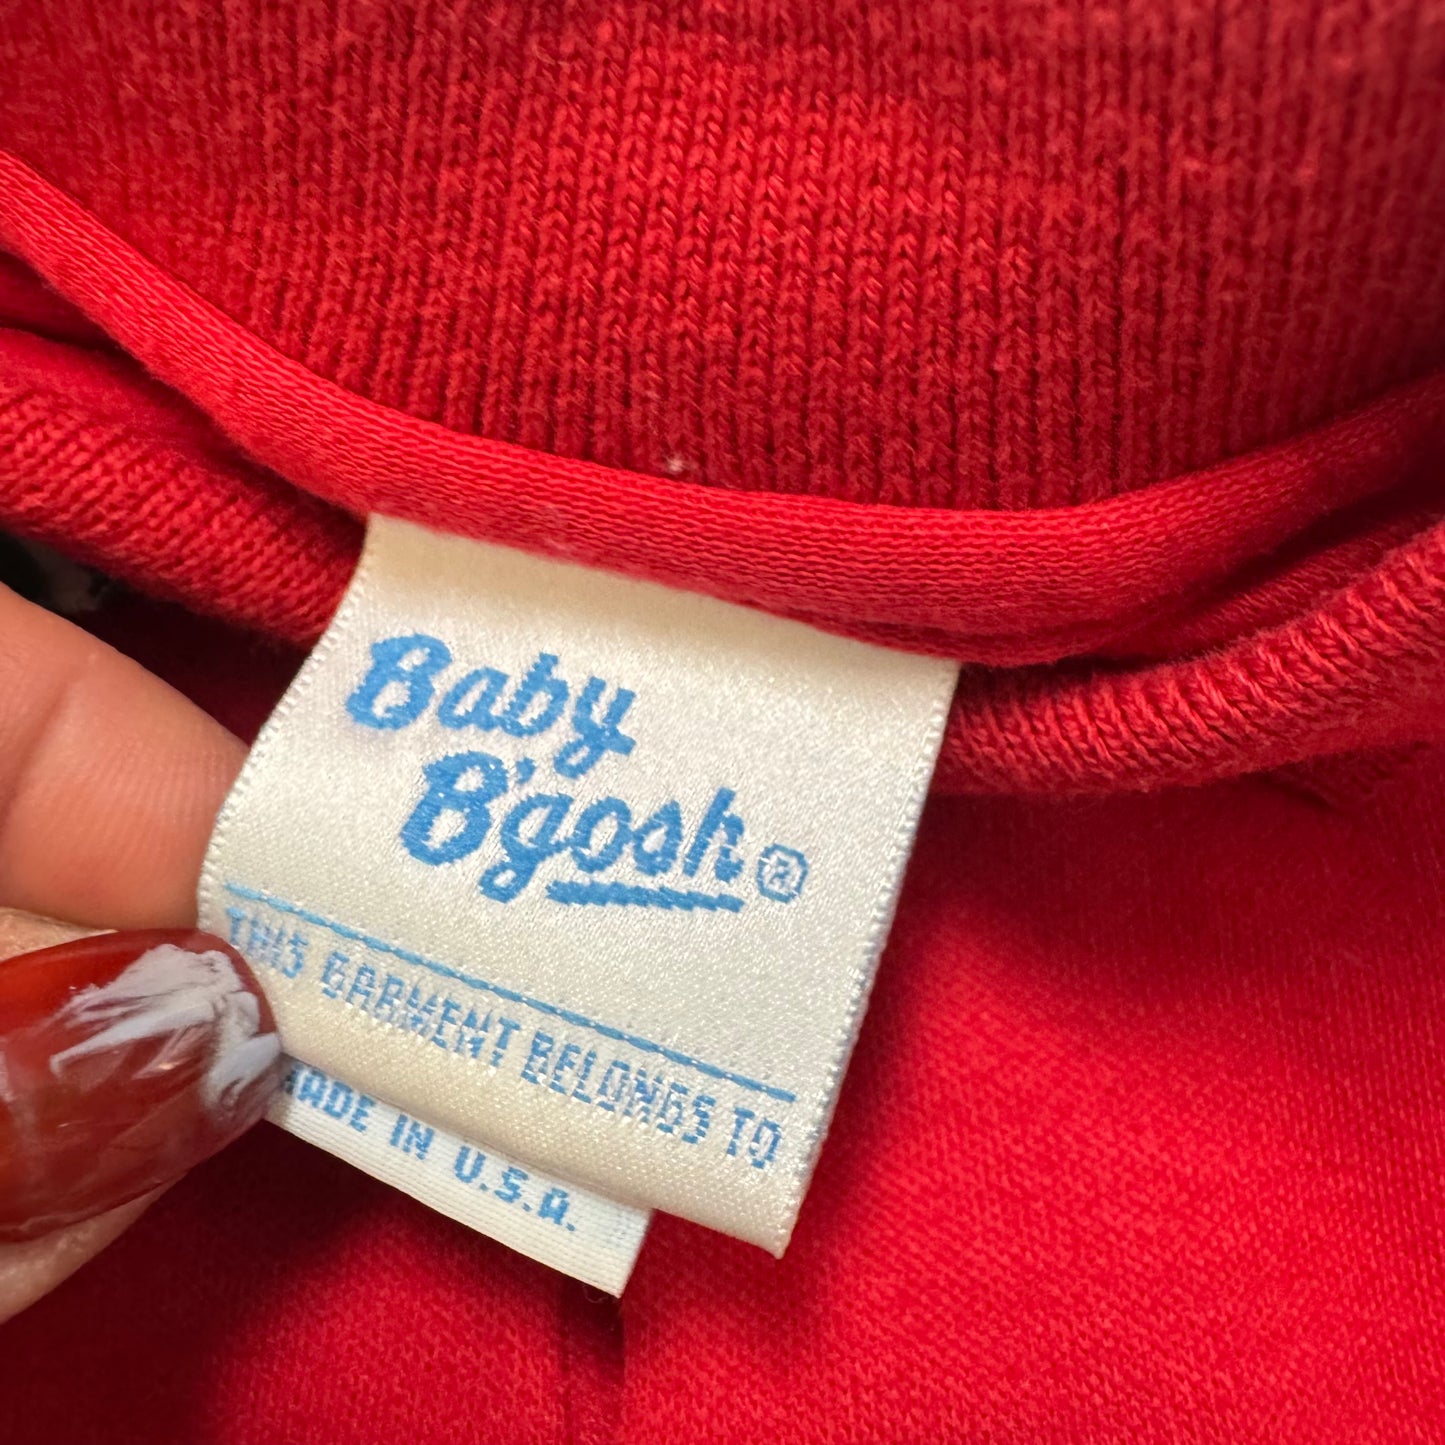 Baby
B'gosh®
THIS GARMENT BELONGS TO
MADE IN U.S.A.